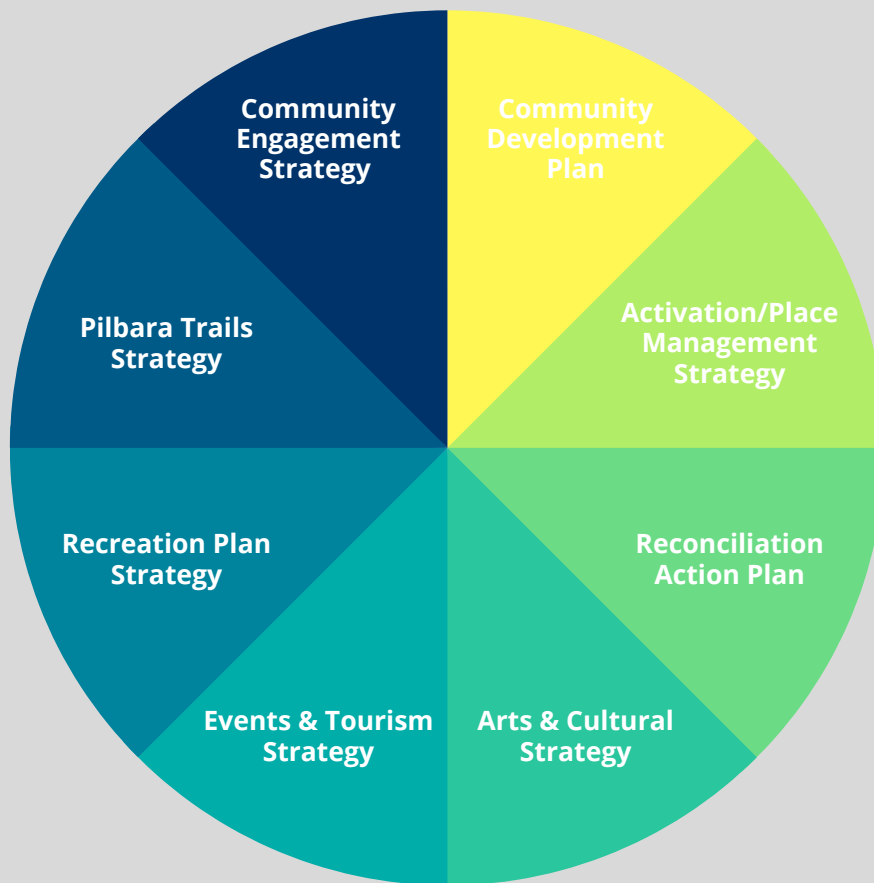 Community
Engagement
Strategy
Community
Development
Plan
Pilbara Trails
Strategy
Activation/Place
Management
Strategy
Recreation Plan
Strategy
Reconciliation
Action Plan
Events & Tourism
Strategy
Arts & Cultural
Strategy